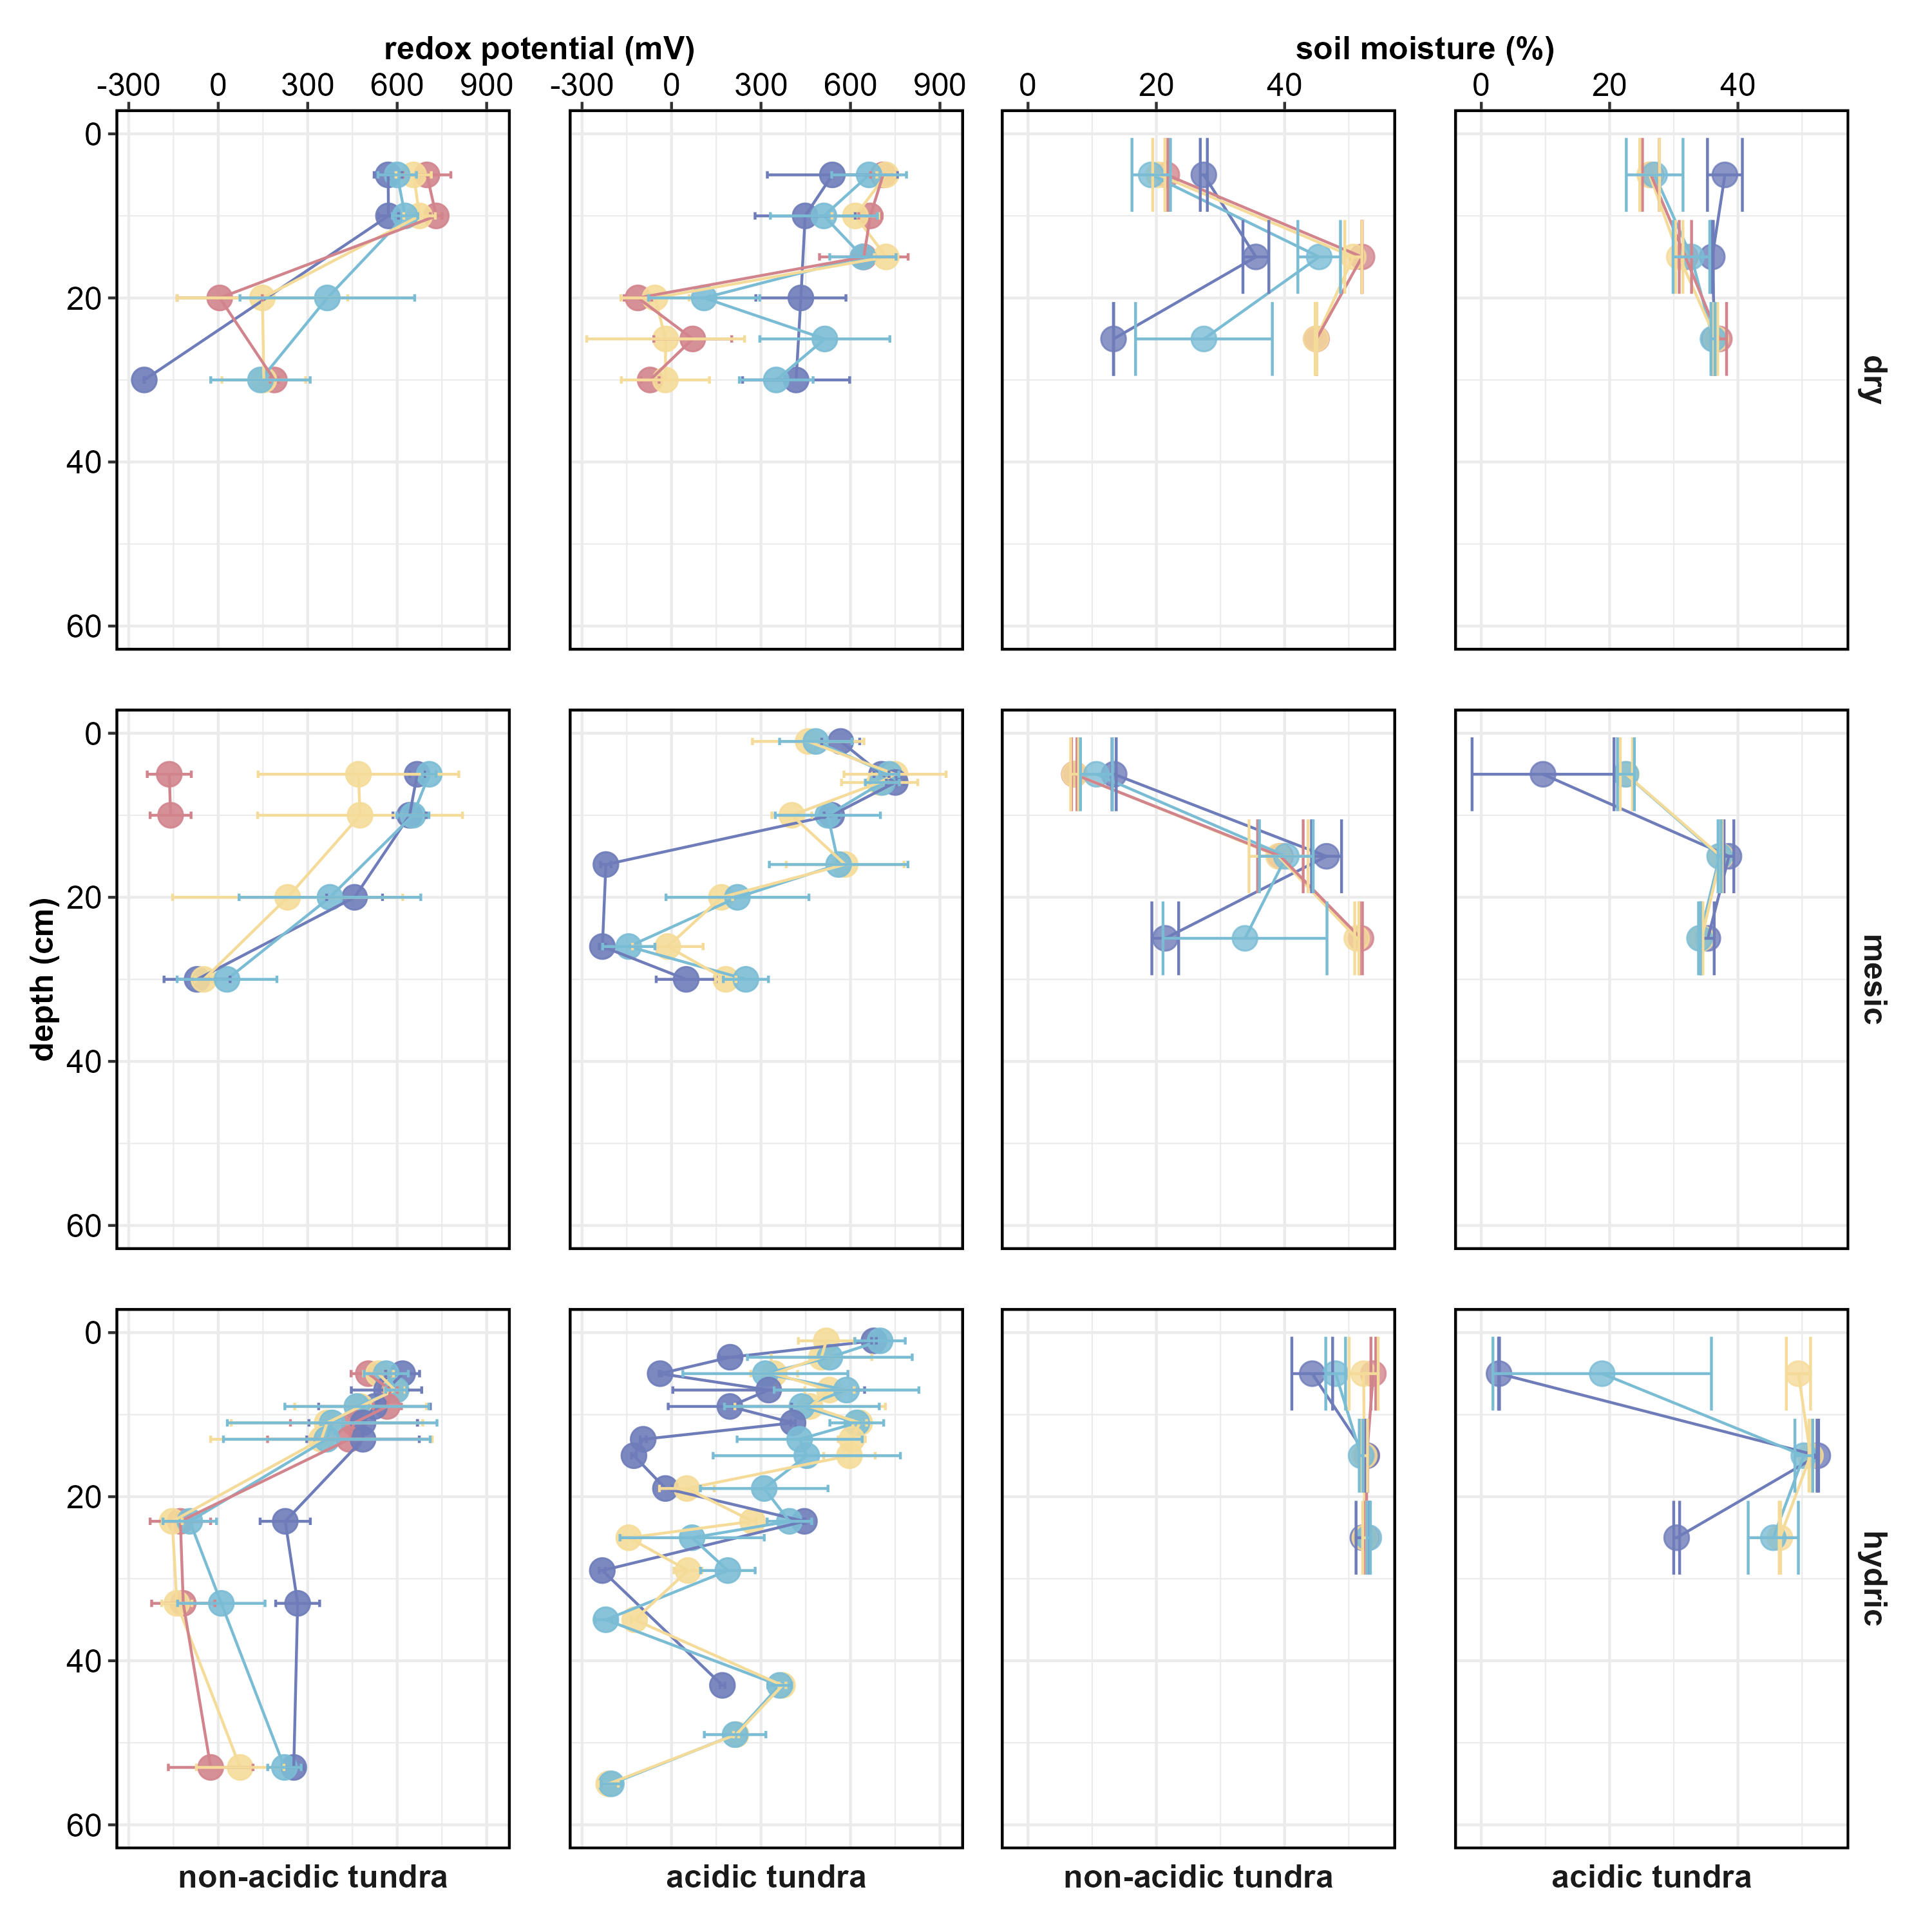 redox potential (mV) soil moisture (%)
-300 0 300 600 900 -300 0 300 600 900 0 20 40 0 20 40
0
20
40
60
dry
0
20
40
60
mesic
depth (cm)
0
20
40
60
hydric
non-acidic tundra acidic tundra non-acidic tundra acidic tundra